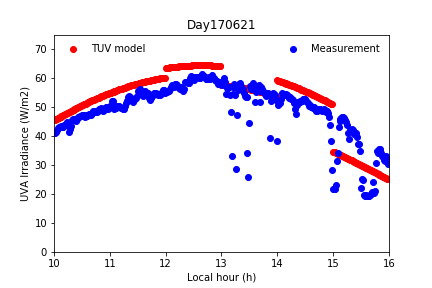 Day170621
TUV model
Measurement
UVA Irradiance (W/m2)
70
60
50
40
30
20
10
0
10 11 12 13 14 15 16
Local hour (h)